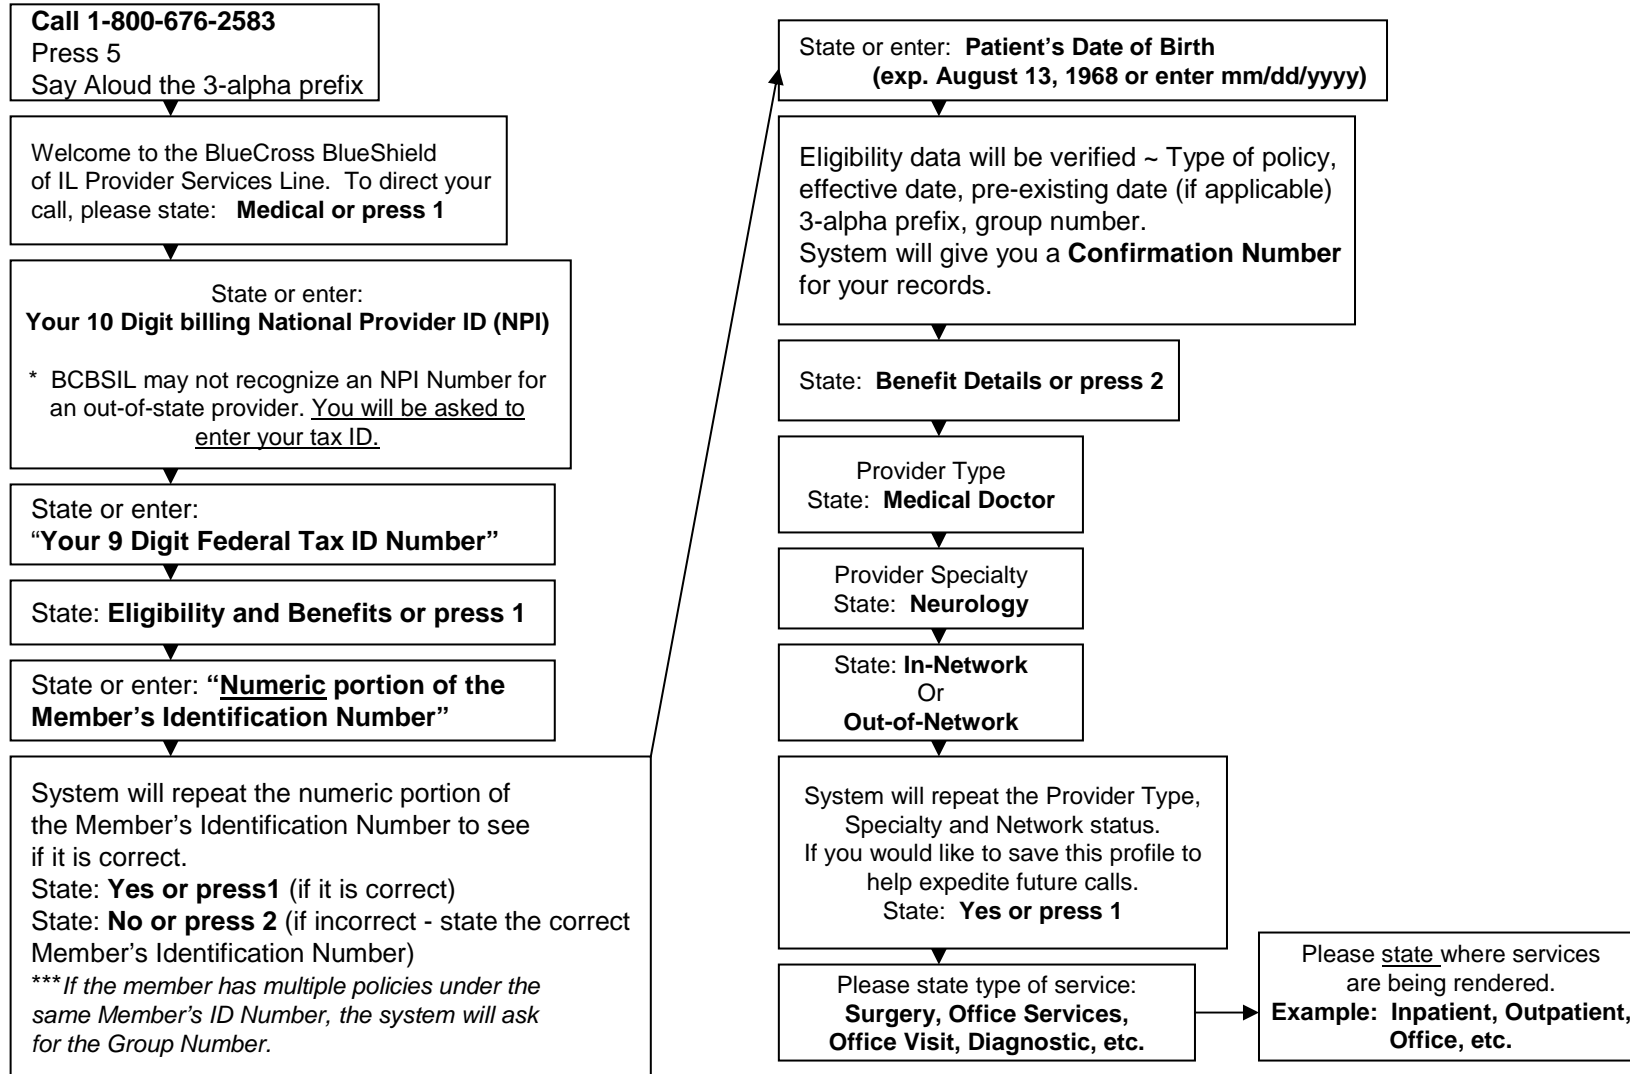 Call 1-800-676-2583
Press 5
Say Aloud the 3-alpha prefix
Welcome to the BlueCross BlueShield
of IL Provider Services Line.  To direct your
call, please state:   Medical or press 1
State or enter:
Your 10 Digit billing National Provider ID (NPI)
*  BCBSIL may not recognize an NPI Number for
an out-of-state provider. You will be asked to
enter your tax ID.
State or enter:
“Your 9 Digit Federal Tax ID Number”
State: Eligibility and Benefits or press 1
State or enter: “Numeric portion of the
Member’s Identification Number”
System will repeat the numeric portion of
the Member’s Identification Number to see
if it is correct.
State: Yes or press1 (if it is correct)
State: No or press 2 (if incorrect - state the correct
Member’s Identification Number)
***If the member has multiple policies under the
same Member’s ID Number, the system will ask
for the Group Number.
State or enter:  Patient’s Date of Birth
(exp. August 13, 1968 or enter mm/dd/yyyy)
Eligibility data will be verified ~ Type of policy,
effective date, pre-existing date (if applicable)
3-alpha prefix, group number.
System will give you a Confirmation Number
for your records.
State:  Benefit Details or press 2
Provider Type
State:  Medical Doctor
Provider Specialty
State:  Neurology
State: In-Network
Or
Out-of-Network
System will repeat the Provider Type,
Specialty and Network status.
If you would like to save this profile to
help expedite future calls.
State:  Yes or press 1
Please state type of service:
Surgery, Office Services,
Office Visit, Diagnostic, etc.
Please state where services
are being rendered.
Example:  Inpatient, Outpatient,
Office, etc.